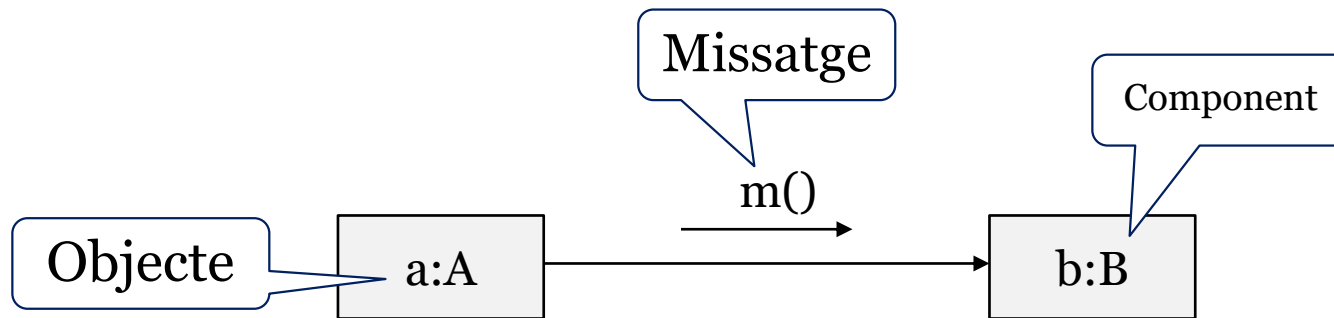 Missatge
Component
m()
Objecte
a:A
b:B